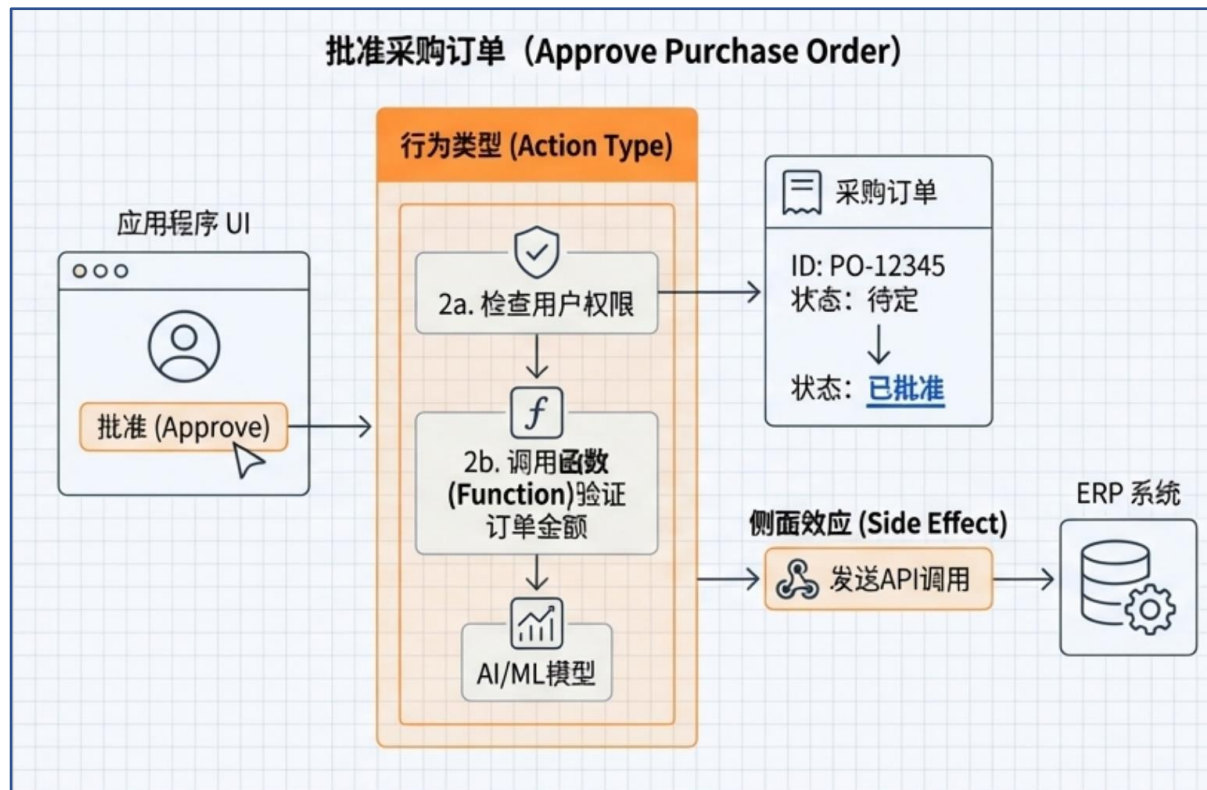 批准采购订单（Approve Purchase Order）
行为类型 (Action Type)
应用程序 UI
批准 (Approve)
2a. 检查用户权限
f
2b. 调用函数
(Function)验证
订单金额
AI/ML模型
采购订单
ID: PO-12345
状态：待定
状态：已批准
侧面效应 (Side Effect)
发送API调用
ERP 系统